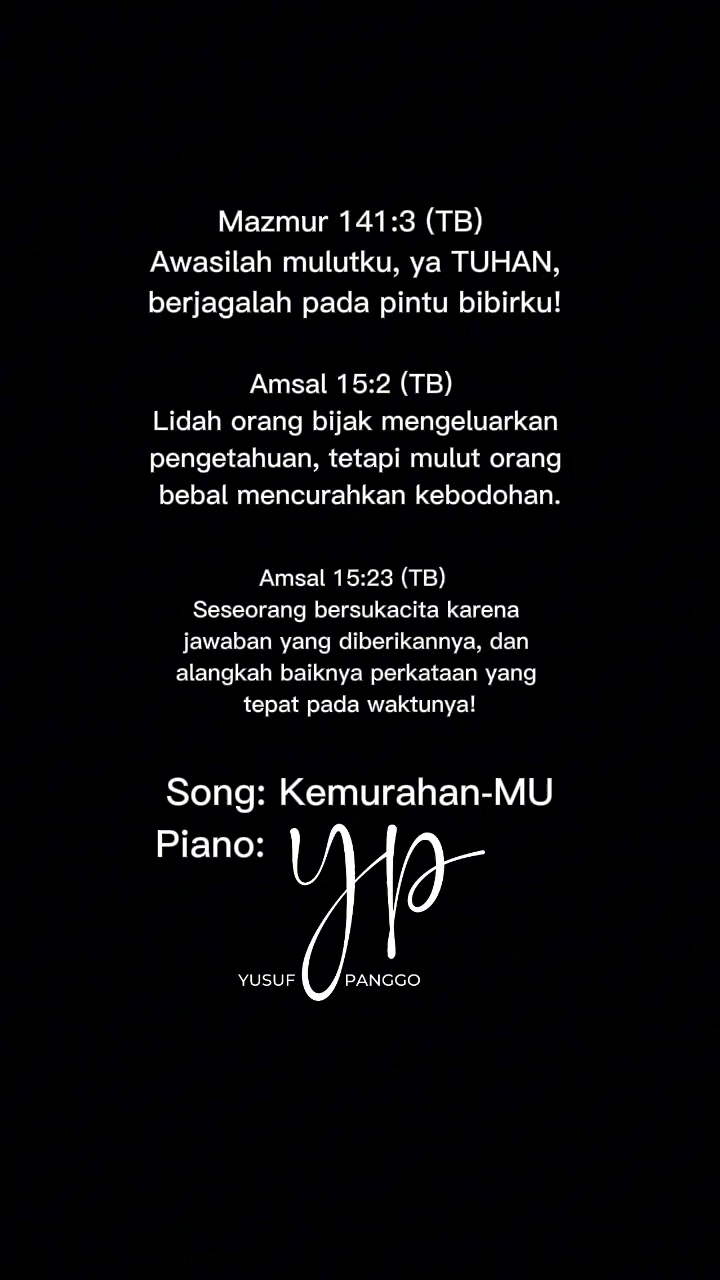 Mazmur 141:3 (TB)
Awasilah mulutku, ya TUHAN,
berjagalah pada pintu bibirku!
Amsal 15:2 (TB)
Lidah orang bijak mengeluarkan
pengetahuan, tetapi mulut orang
bebal mencurahkan kebodohan.
Amsal 15:23 (TB)
Seseorang bersukacita karena
jawaban yang diberikannya, dan
alangkah baiknya perkataan yang
tepat pada waktunya!
Song: Kemurahan-MU
Piano: yp
YUSUF PANGGO